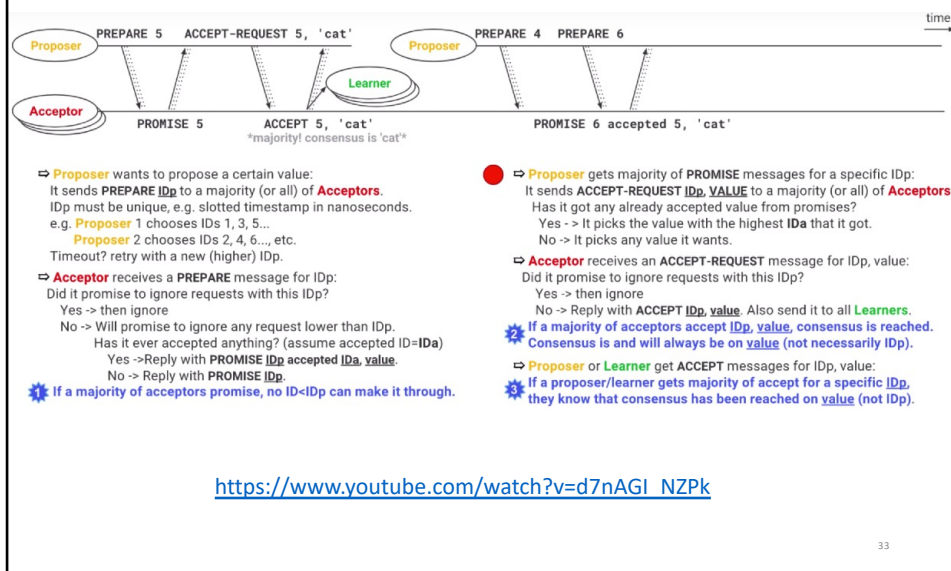 time
PREPARE 5 ACCEPT-REQUEST 5, 'cat' PREPARE 4 PREPARE 6
Proposer Proposer
Learner
Acceptor
PROMISE 5 ACCEPT 5, 'cat' PROMISE 6 accepted 5, 'cat'
*majority! consensus is 'cat'*
⇨ Proposer wants to propose a certain value:
It sends PREPARE IDp to a majority (or all) of Acceptors.
IDp must be unique, e.g. slotted timestamp in nanoseconds.
e.g. Proposer 1 chooses IDs 1, 3, 5...
Proposer 2 chooses IDs 2, 4, 6..., etc.
Timeout? retry with a new (higher) IDp.
⇨ Acceptor receives a PREPARE message for IDp:
Did it promise to ignore requests with this IDp?
Yes -> then ignore
No -> Will promise to ignore any request lower than IDp.
Has it ever accepted anything? (assume accepted ID=IDa)
Yes ->Reply with PROMISE IDp accepted IDa, value.
No -> Reply with PROMISE IDp.
1 If a majority of acceptors promise, no ID<IDp can make it through.
⇨ Proposer gets majority of PROMISE messages for a specific IDp:
It sends ACCEPT-REQUEST IDp, VALUE to a majority (or all) of Acceptors
Has it got any already accepted value from promises?
Yes - > It picks the value with the highest IDa that it got.
No -> It picks any value it wants.
⇨ Acceptor receives an ACCEPT-REQUEST message for IDp, value:
Did it promise to ignore requests with this IDp?
Yes -> then ignore
No -> Reply with ACCEPT IDp, value. Also send it to all Learners.
2 If a majority of acceptors accept IDp, value, consensus is reached.
Consensus is and will always be on value (not necessarily IDp).
⇨ Proposer or Learner get ACCEPT messages for IDp, value:
3 If a proposer/learner gets majority of accept for a specific IDp,
they know that consensus has been reached on value (not IDp).
https://www.youtube.com/watch?v=d7nAGI_NZPk
33